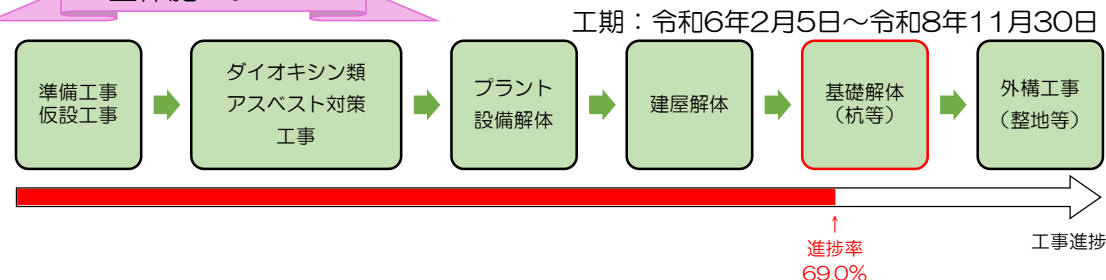 工期：令和6年2月5日～令和8年11月30日
準備工事
仮設工事
ダイオキシン類
アスベスト対策
工事
プラント
設備解体
建屋解体
基礎解体
（杭等）
外構工事
（整地等）
↑
進捗率
69.0%
工事進捗